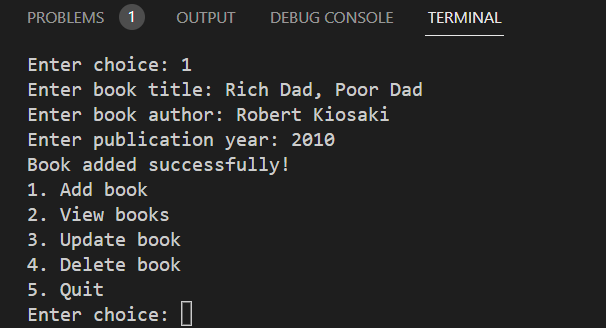 PROBLEMS 1 OUTPUT DEBUG CONSOLE TERMINAL
Enter choice: 1
Enter book title: Rich Dad, Poor Dad
Enter book author: Robert Kiosaki
Enter publication year: 2010
Book added successfully!
1. Add book
2. View books
3. Update book
4. Delete book
5. Quit
Enter choice: